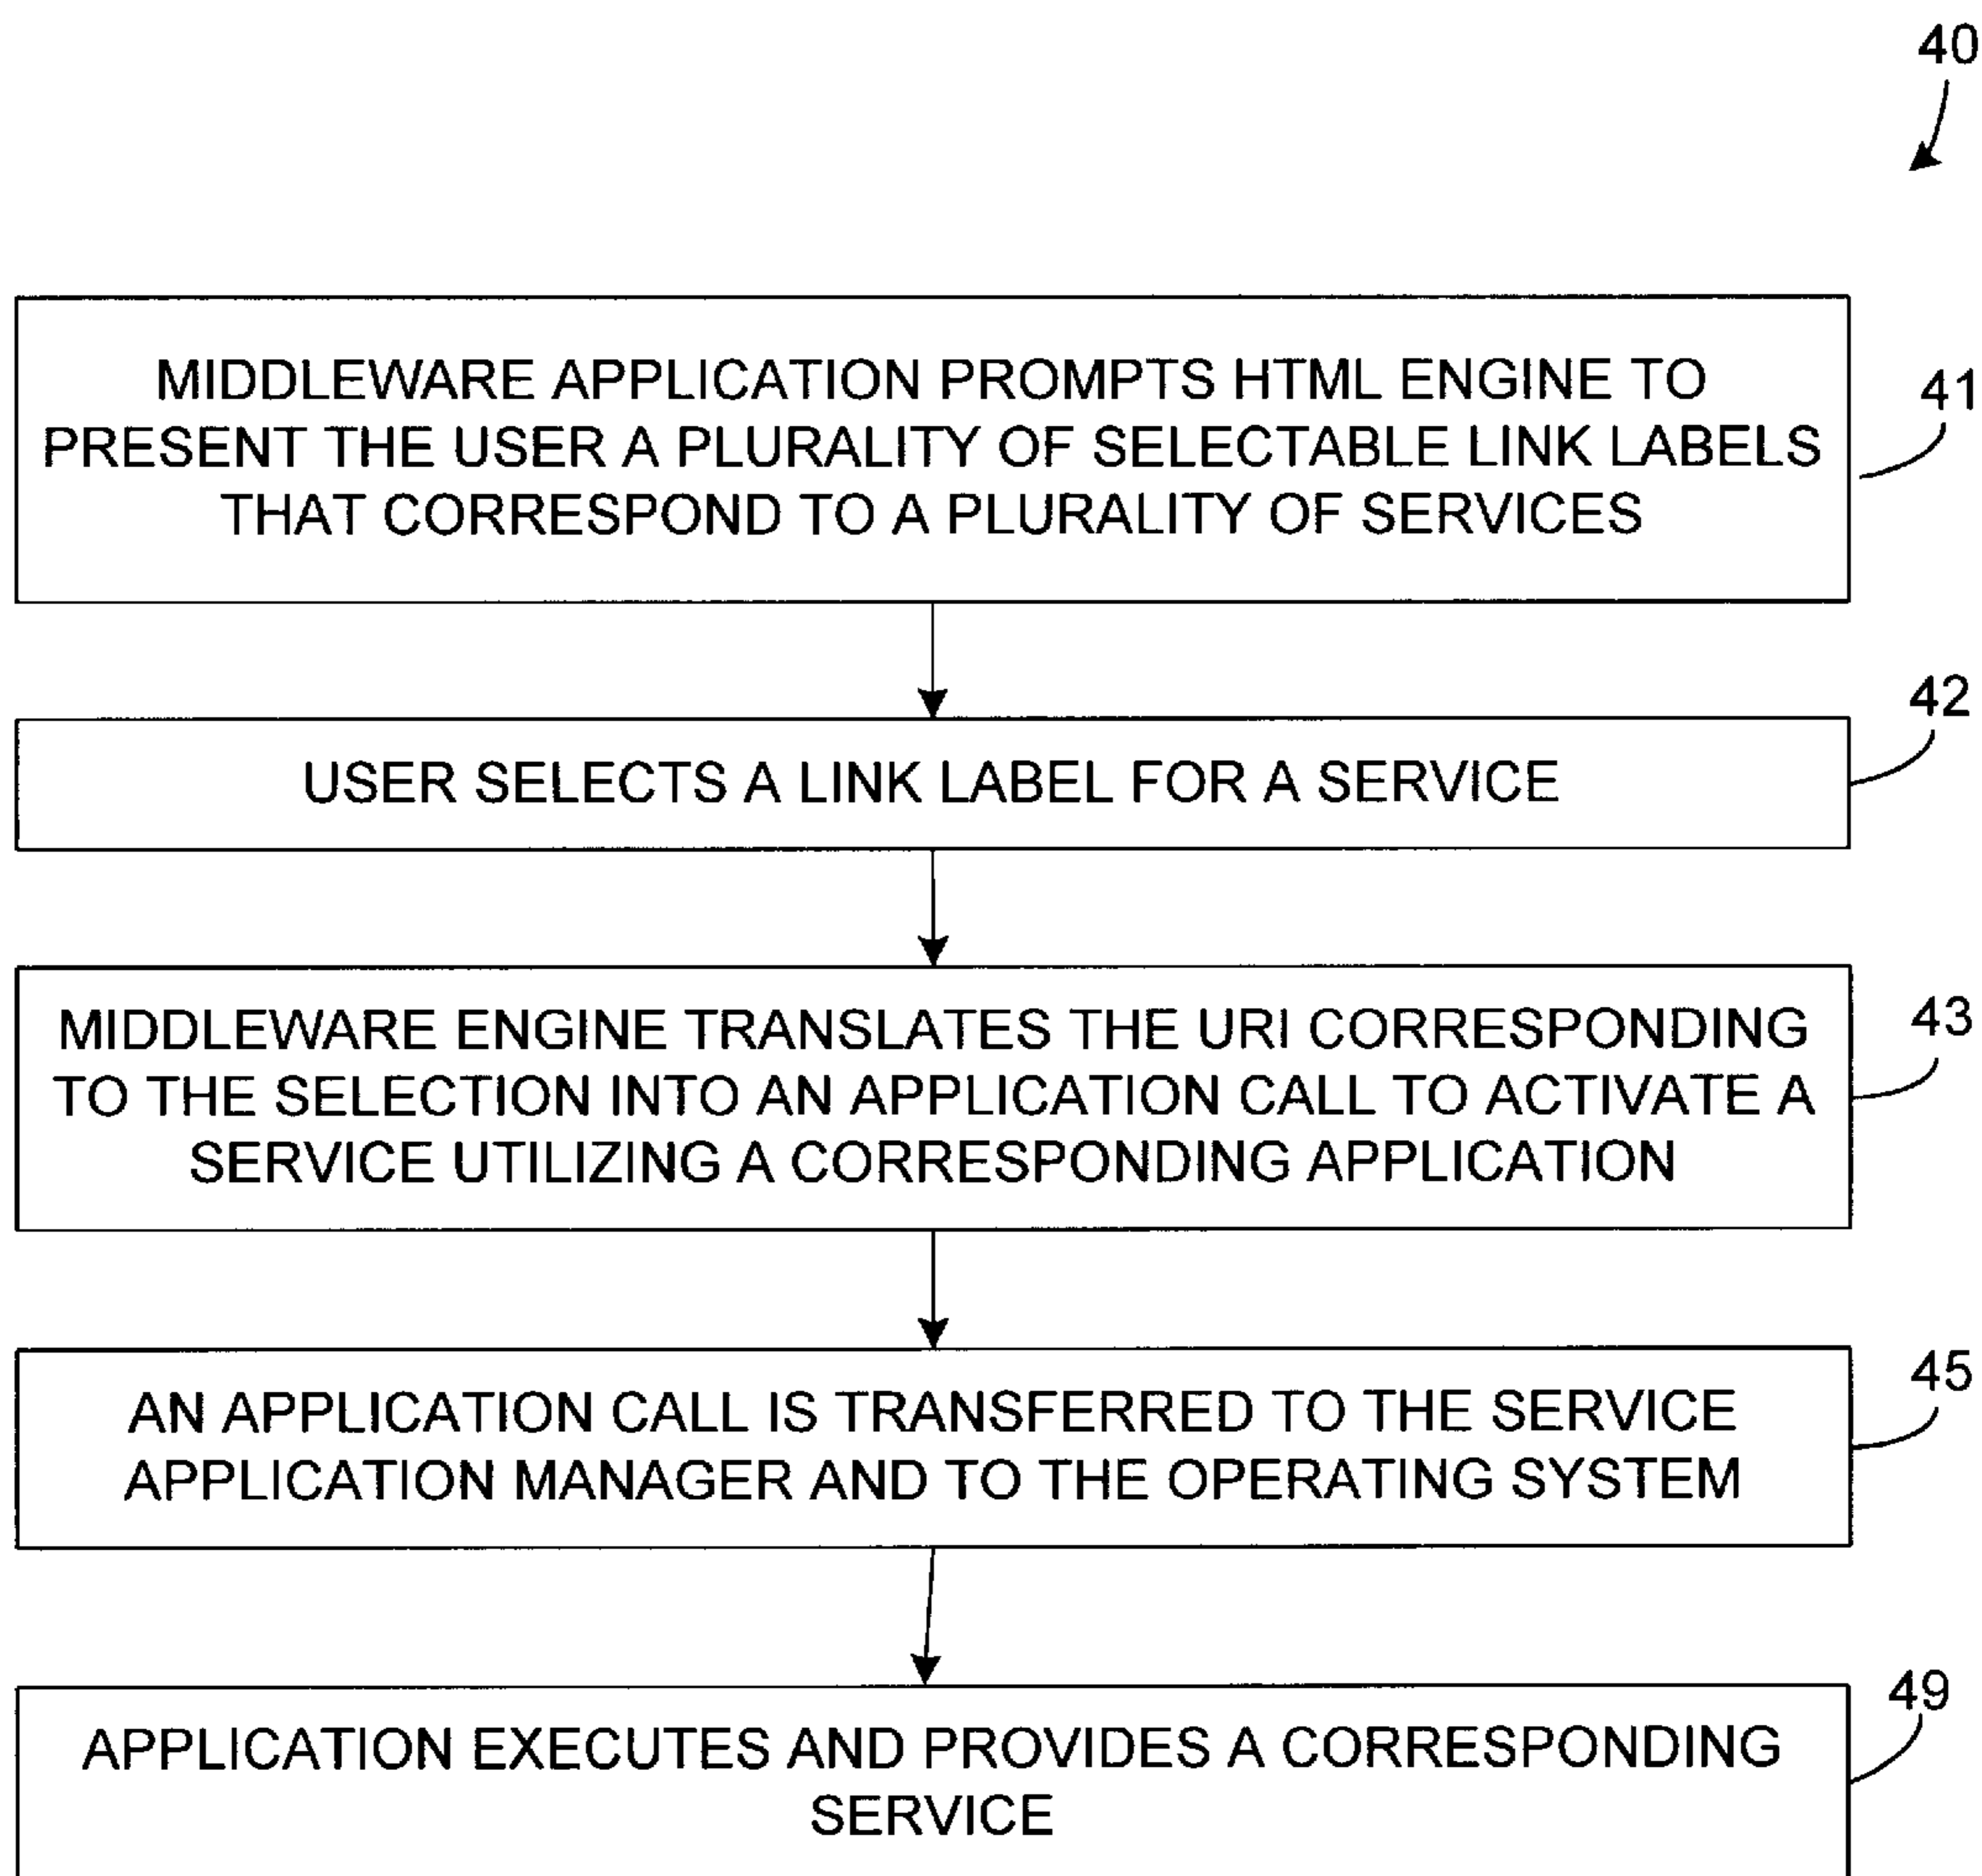 40
MIDDLEWARE APPLICATION PROMPTS HTML ENGINE TO
PRESENT THE USER A PLURALITY OF SELECTABLE LINK LABELS
THAT CORRESPOND TO A PLURALITY OF SERVICES
41
42
USER SELECTS A LINK LABEL FOR A SERVICE
MIDDLEWARE ENGINE TRANSLATES THE URI CORRESPONDING
TO THE SELECTION INTO AN APPLICATION CALL TO ACTIVATE A
SERVICE UTILIZING A CORRESPONDING APPLICATION
43
45
AN APPLICATION CALL IS TRANSFERRED TO THE SERVICE
APPLICATION MANAGER AND TO THE OPERATING SYSTEM
49
APPLICATION EXECUTES AND PROVIDES A CORRESPONDING
SERVICE